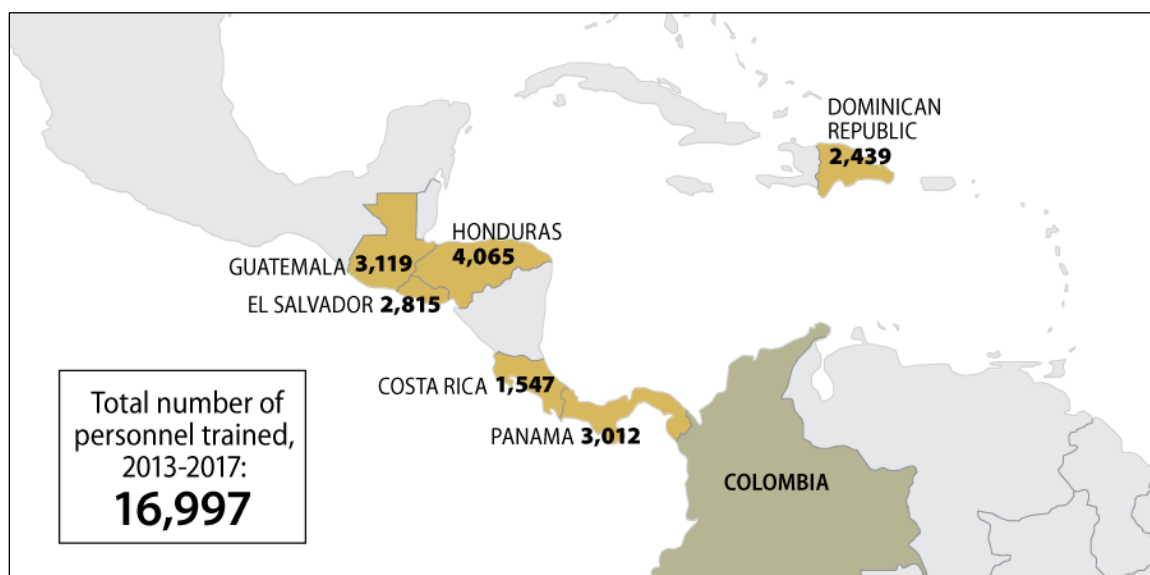 DOMINICAN
REPUBLIC
2,439
HONDURAS
4,065
GUATEMALA 3,119
EL SALVADOR 2,815
COSTA RICA 1,547
PANAMA 3,012
COLOMBIA
Total number of
personnel trained,
2013-2017:
16,997